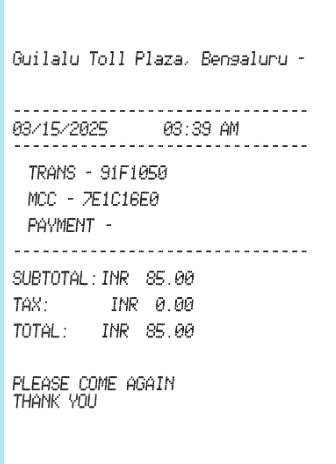 Guilalu Toll Plaza, Bengaluru -
------------------------------
03/15/2025 03:39 AM
------------------------------
TRANS - 91F1050
MCC - 7E1C16E0
PAYMENT -
------------------------------
SUBTOTAL: INR 85.00
TAX: INR 0.00
TOTAL: INR 85.00
PLEASE COME AGAIN
THANK YOU